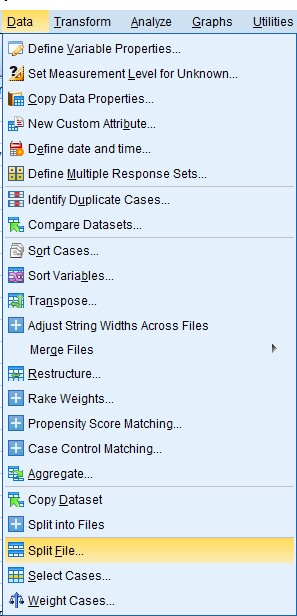 Data Transform Analyze Graphs Utilities
Define Variable Properties...
Set Measurement Level for Unknown...
Copy Data Properties...
New Custom Attribute...
Define date and time...
Define Multiple Response Sets...
Identify Duplicate Cases...
Compare Datasets...
Sort Cases...
Sort Variables...
Transpose...
Adjust String Widths Across Files
Merge Files
Restructure...
Rake Weights...
Propensity Score Matching...
Case Control Matching...
Aggregate...
Copy Dataset
Split into Files
Split File...
Select Cases...
Weight Cases...